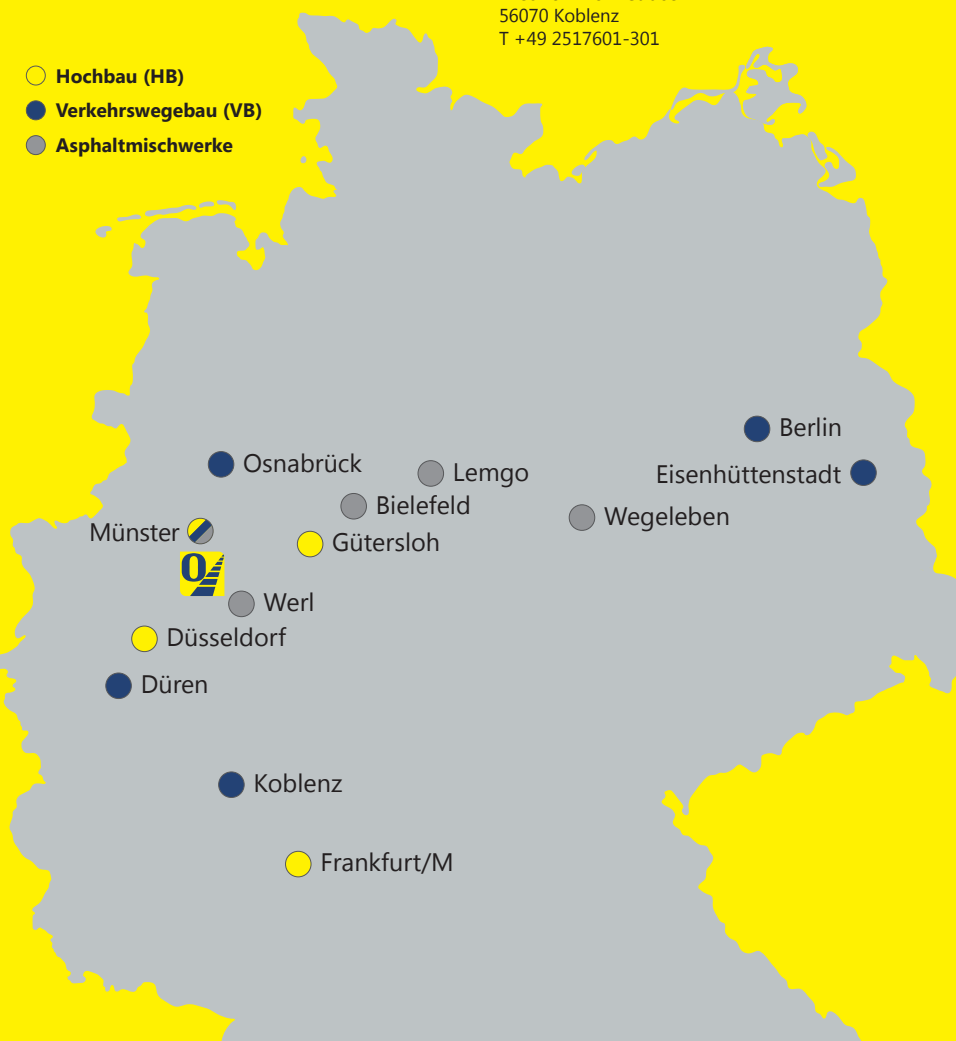 56070 Koblenz
T +49 2517601-301
Hochbau (HB)
Verkehrswegebau (VB)
Asphaltmischwerke
Berlin
Osnabrück
Lemgo
Eisenhüttenstadt
Bielefeld
Wegeleben
Münster
Gütersloh
O
Werl
Düsseldorf
Düren
Koblenz
Frankfurt/M